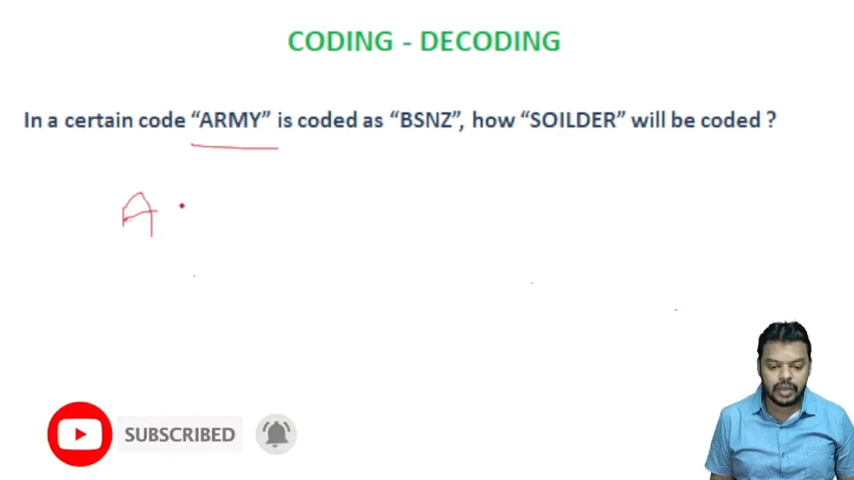 CODING - DECODING
In a certain code “ARMY” is coded as “BSNZ”, how “SOILDER” will be coded ?
A
SUBSCRIBED